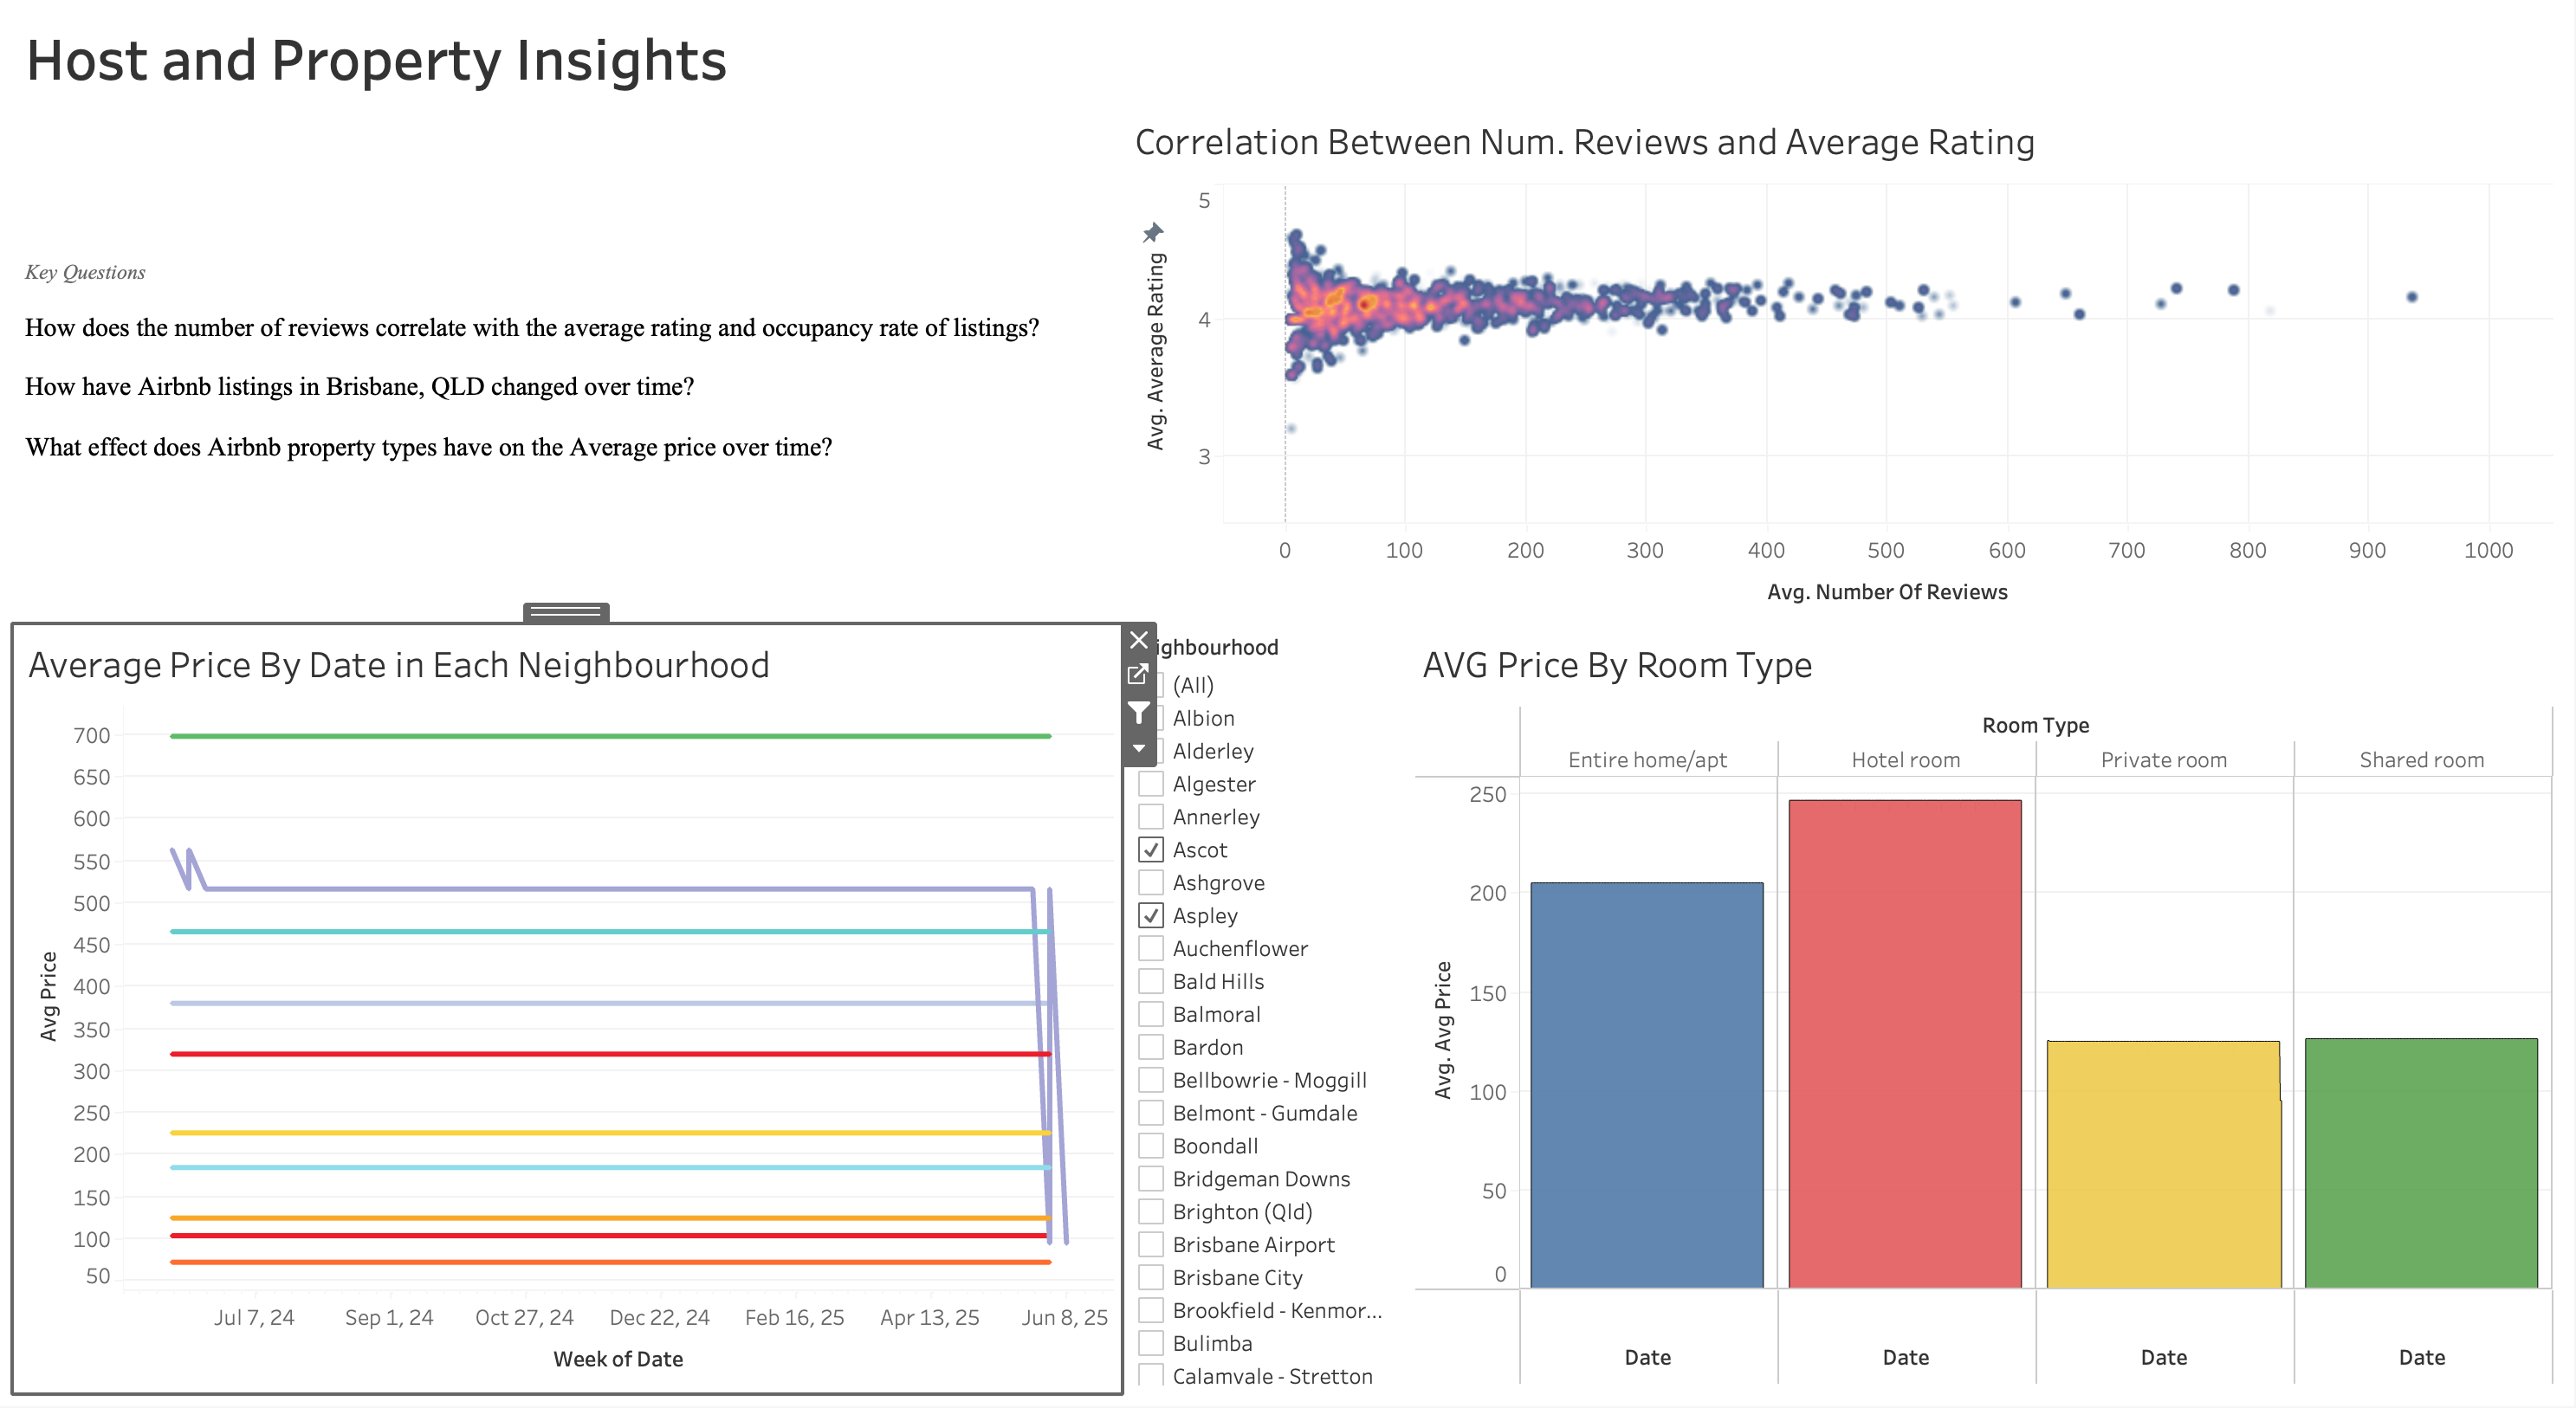 Host and Property Insights
Key Questions
How does the number of reviews correlate with the average rating and occupancy rate of listings?
How have Airbnb listings in Brisbane, QLD changed over time?
What effect does Airbnb property types have on the Average price over time?
Correlation Between Num. Reviews and Average Rating
Avg. Average Rating
5
4
3
0 100 200 300 400 500 600 700 800 900 1000
Avg. Number Of Reviews
Average Price By Date in Each Neighbourhood
Avg Price
700
650
600
550
500
450
400
350
300
250
200
150
100
50
Jul 7, 24 Sep 1, 24 Oct 27, 24 Dec 22, 24 Feb 16, 25 Apr 13, 25 Jun 8, 25
Week of Date
ighbourhood
(All)
Albion
Alderley
Algester
Annerley
Ascot
Ashgrove
Aspley
Auchenflower
Bald Hills
Balmoral
Bardon
Bellbowrie - Moggill
Belmont - Gumdale
Boondall
Bridgeman Downs
Brighton (Qld)
Brisbane Airport
Brisbane City
Brookfield - Kenmor...
Bulimba
Calamvale - Stretton
AVG Price By Room Type
Room Type
Entire home/apt Hotel room Private room Shared room
Avg. Avg Price
250
200
150
100
50
0
Date Date Date Date